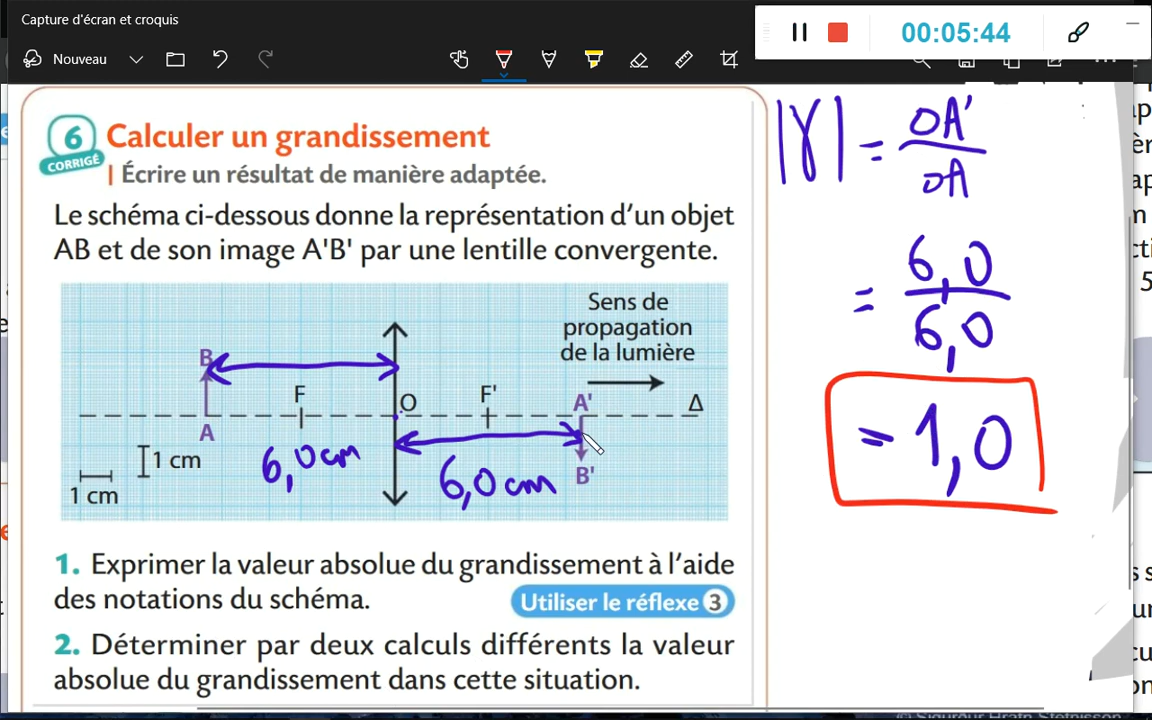 Capture d'écran et croquis
00:05:44
Nouveau
6
CORRIGÉ
Calculer un grandissement
| Écrire un résultat de manière adaptée.
Le schéma ci-dessous donne la représentation d'un objet
AB et de son image A'B' par une lentille convergente.
Sens de
propagation
de la lumière
B
F
O
F'
A'
Δ
A
6,0cm
6,0cm
B'
1 cm
1 cm
1. Exprimer la valeur absolue du grandissement à l'aide
des notations du schéma.
Utiliser le réflexe 3
2. Déterminer par deux calculs différents la valeur
absolue du grandissement dans cette situation.
|γ| = OA'
OA
= 6,0
6,0
= 1,0